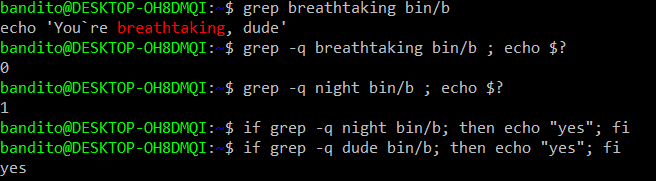 bandito@DESKTOP-OH8DMQI:~$ grep breathtaking bin/b
echo 'You`re breathtaking, dude'
bandito@DESKTOP-OH8DMQI:~$ grep -q breathtaking bin/b ; echo $?
0
bandito@DESKTOP-OH8DMQI:~$ grep -q night bin/b ; echo $?
1
bandito@DESKTOP-OH8DMQI:~$ if grep -q night bin/b; then echo "yes"; fi
bandito@DESKTOP-OH8DMQI:~$ if grep -q dude bin/b; then echo "yes"; fi
yes